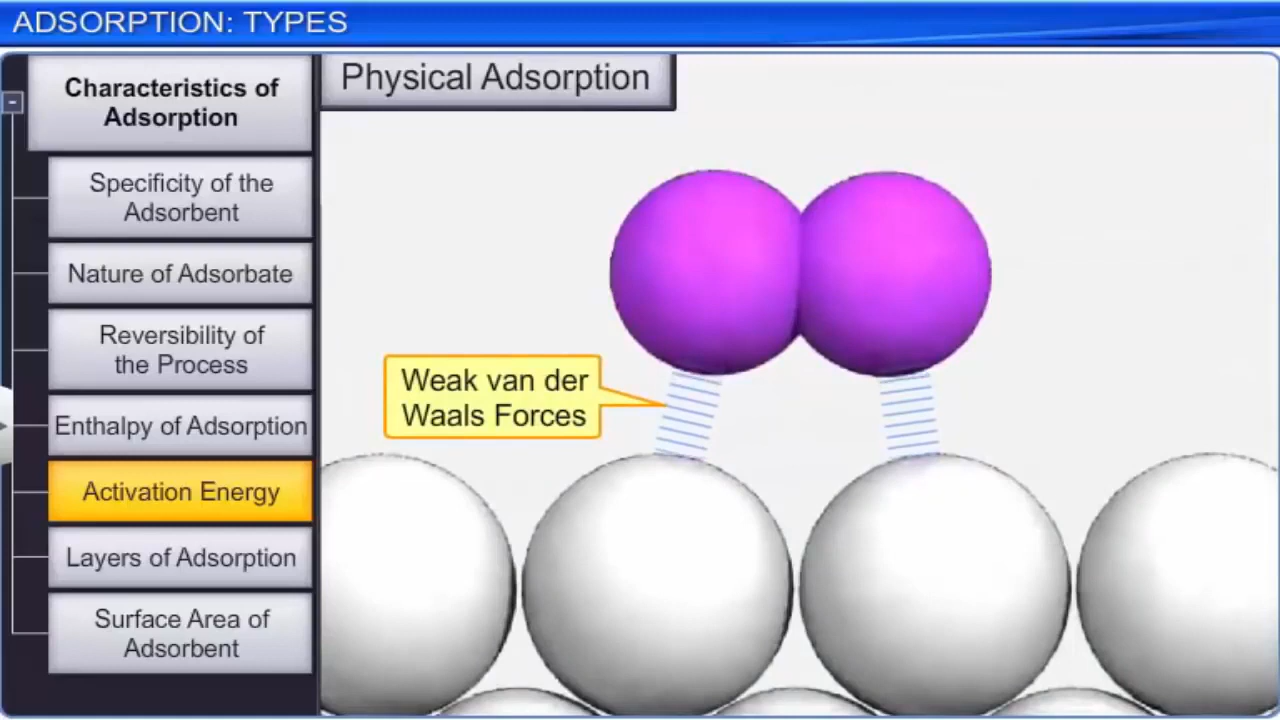 ADSORPTION: TYPES
Characteristics of
Adsorption
Specificity of the
Adsorbent
Nature of Adsorbate
Reversibility of
the Process
Enthalpy of Adsorption
Activation Energy
Layers of Adsorption
Surface Area of
Adsorbent
Physical Adsorption
Weak van der
Waals Forces